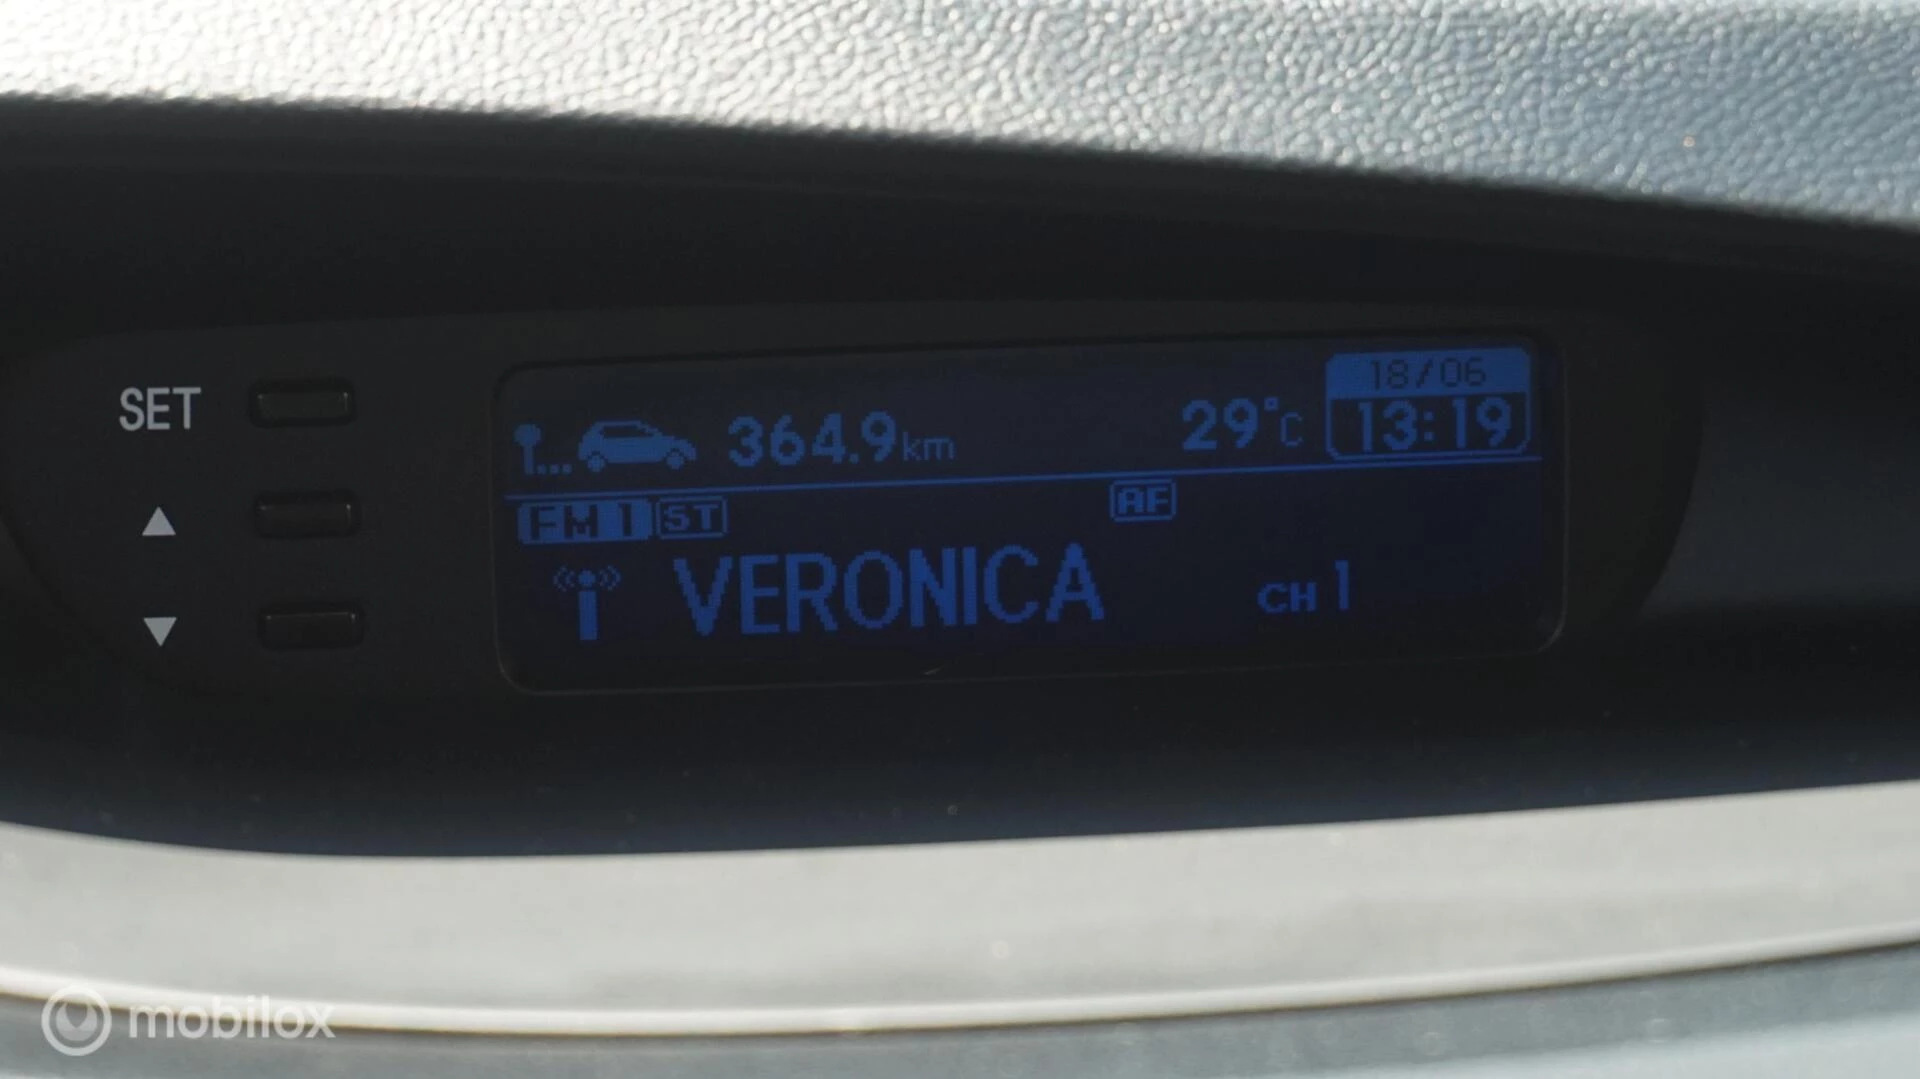 SET
18/06
364.9km 29°C 13:19
FM1 ST AF
VERONICA CH 1
mobilox